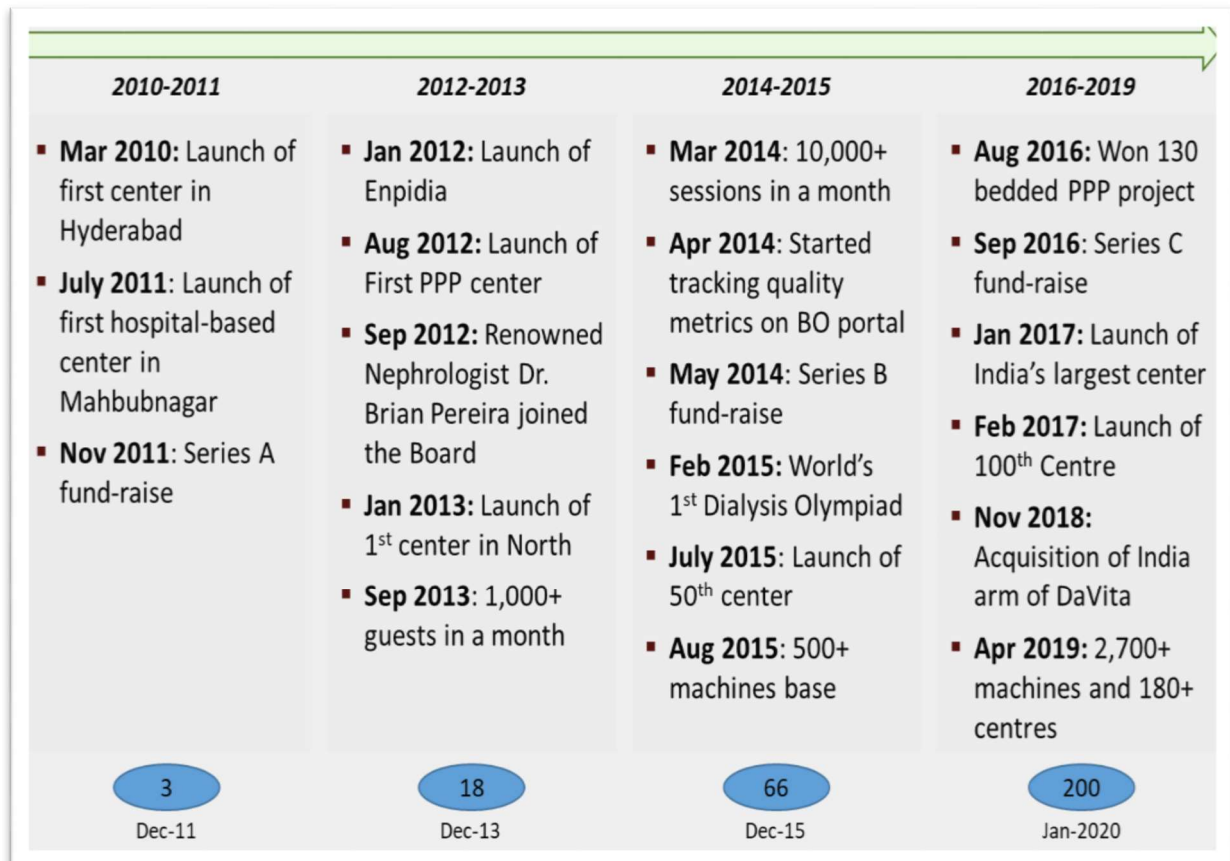 2010-2011
▪ Mar 2010: Launch of
first center in
Hyderabad
▪ July 2011: Launch of
first hospital-based
center in
Mahbubnagar
▪ Nov 2011: Series A
fund-raise
3
Dec-11
2012-2013
▪ Jan 2012: Launch of
Enpidia
▪ Aug 2012: Launch of
First PPP center
▪ Sep 2012: Renowned
Nephrologist Dr.
Brian Pereira joined
the Board
▪ Jan 2013: Launch of
1st center in North
▪ Sep 2013: 1,000+
guests in a month
18
Dec-13
2014-2015
▪ Mar 2014: 10,000+
sessions in a month
▪ Apr 2014: Started
tracking quality
metrics on BO portal
▪ May 2014: Series B
fund-raise
▪ Feb 2015: World’s
1st Dialysis Olympiad
▪ July 2015: Launch of
50th center
▪ Aug 2015: 500+
machines base
66
Dec-15
2016-2019
▪ Aug 2016: Won 130
bedded PPP project
▪ Sep 2016: Series C
fund-raise
▪ Jan 2017: Launch of
India’s largest center
▪ Feb 2017: Launch of
100th Centre
▪ Nov 2018:
Acquisition of India
arm of DaVita
▪ Apr 2019: 2,700+
machines and 180+
centres
200
Jan-2020